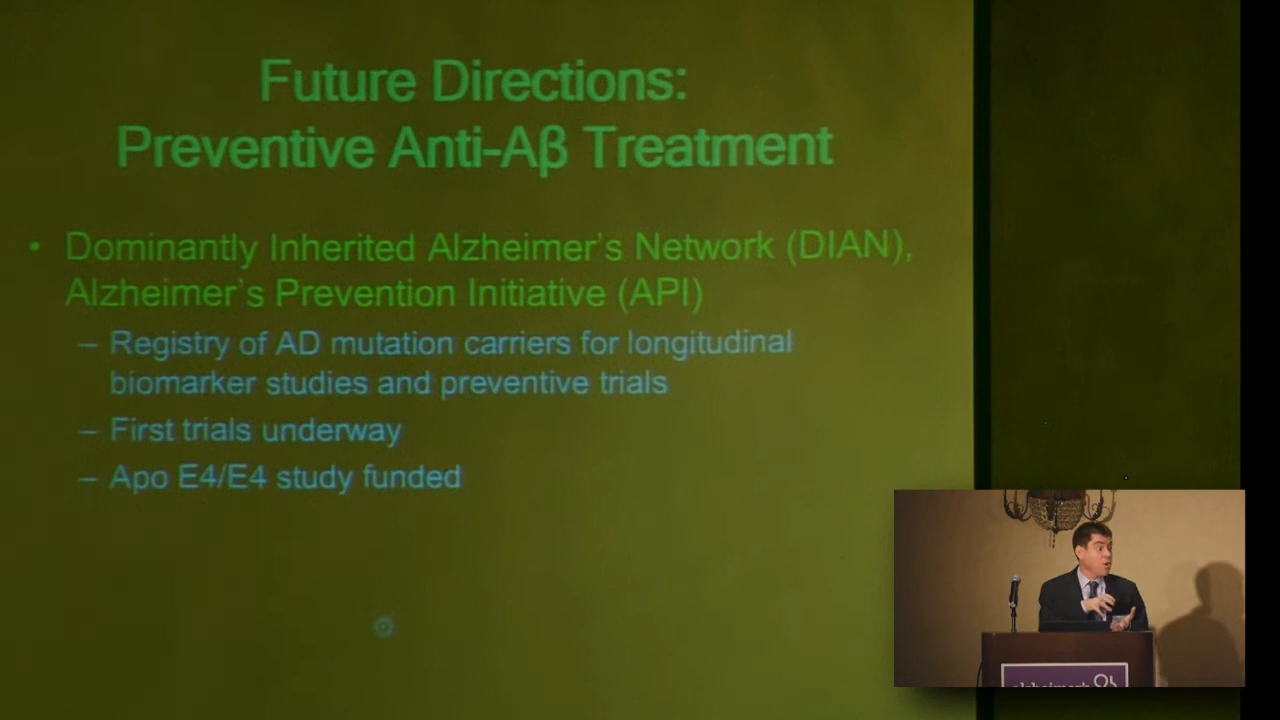 Future Directions:
Preventive Anti-Aβ Treatment
• Dominantly Inherited Alzheimer's Network (DIAN),
Alzheimer's Prevention Initiative (API)
– Registry of AD mutation carriers for longitudinal
biomarker studies and preventive trials
– First trials underway
– Apo E4/E4 study funded